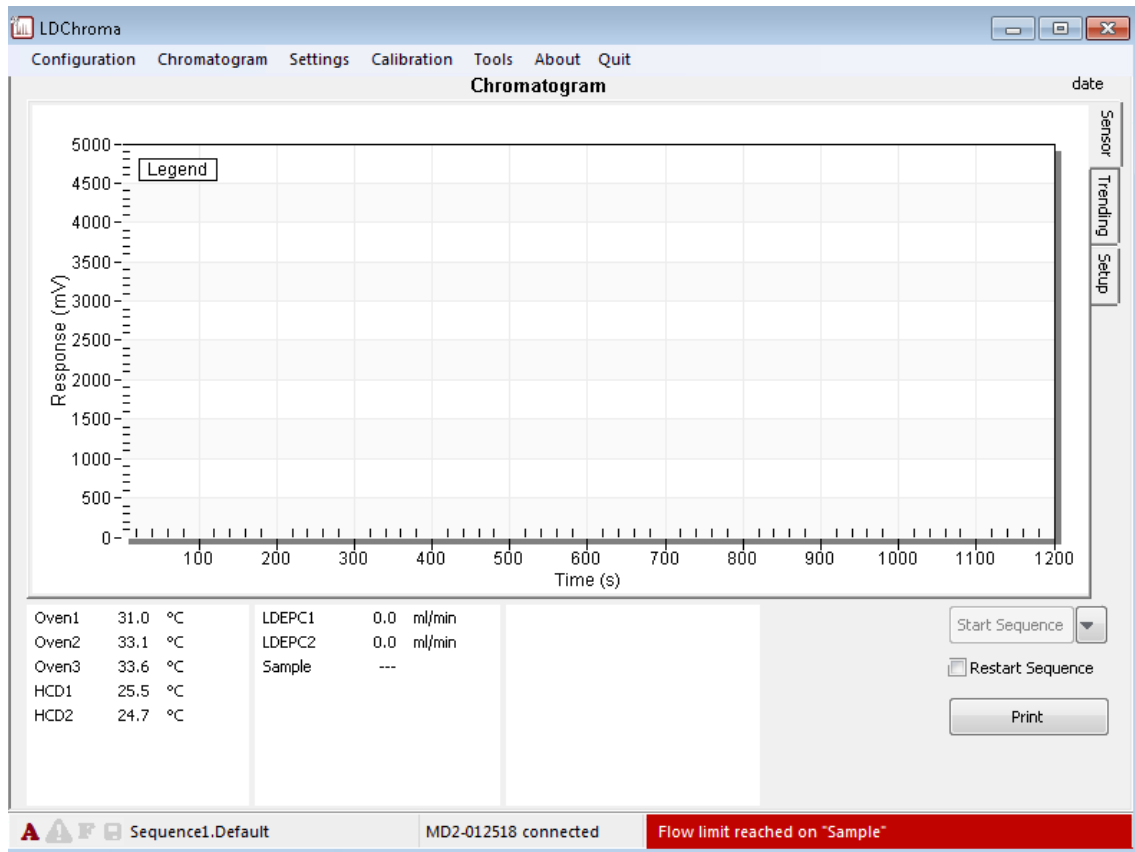 LDChroma
Configuration Chromatogram Settings Calibration Tools About Quit
Chromatogram
date
Sensor
Trending
Setup
Legend
Response (mV)
5000
4500
4000
3500
3000
2500
2000
1500
1000
500
0
100 200 300 400 500 600 700 800 900 1000 1100 1200
Time (s)
Oven1 31.0 °C
Oven2 33.1 °C
Oven3 33.6 °C
HCD1 25.5 °C
HCD2 24.7 °C
LDEPC1 0.0 ml/min
LDEPC2 0.0 ml/min
Sample ---
Start Sequence
Restart Sequence
Print
A F Sequence1.Default MD2-012518 connected Flow limit reached on "Sample"